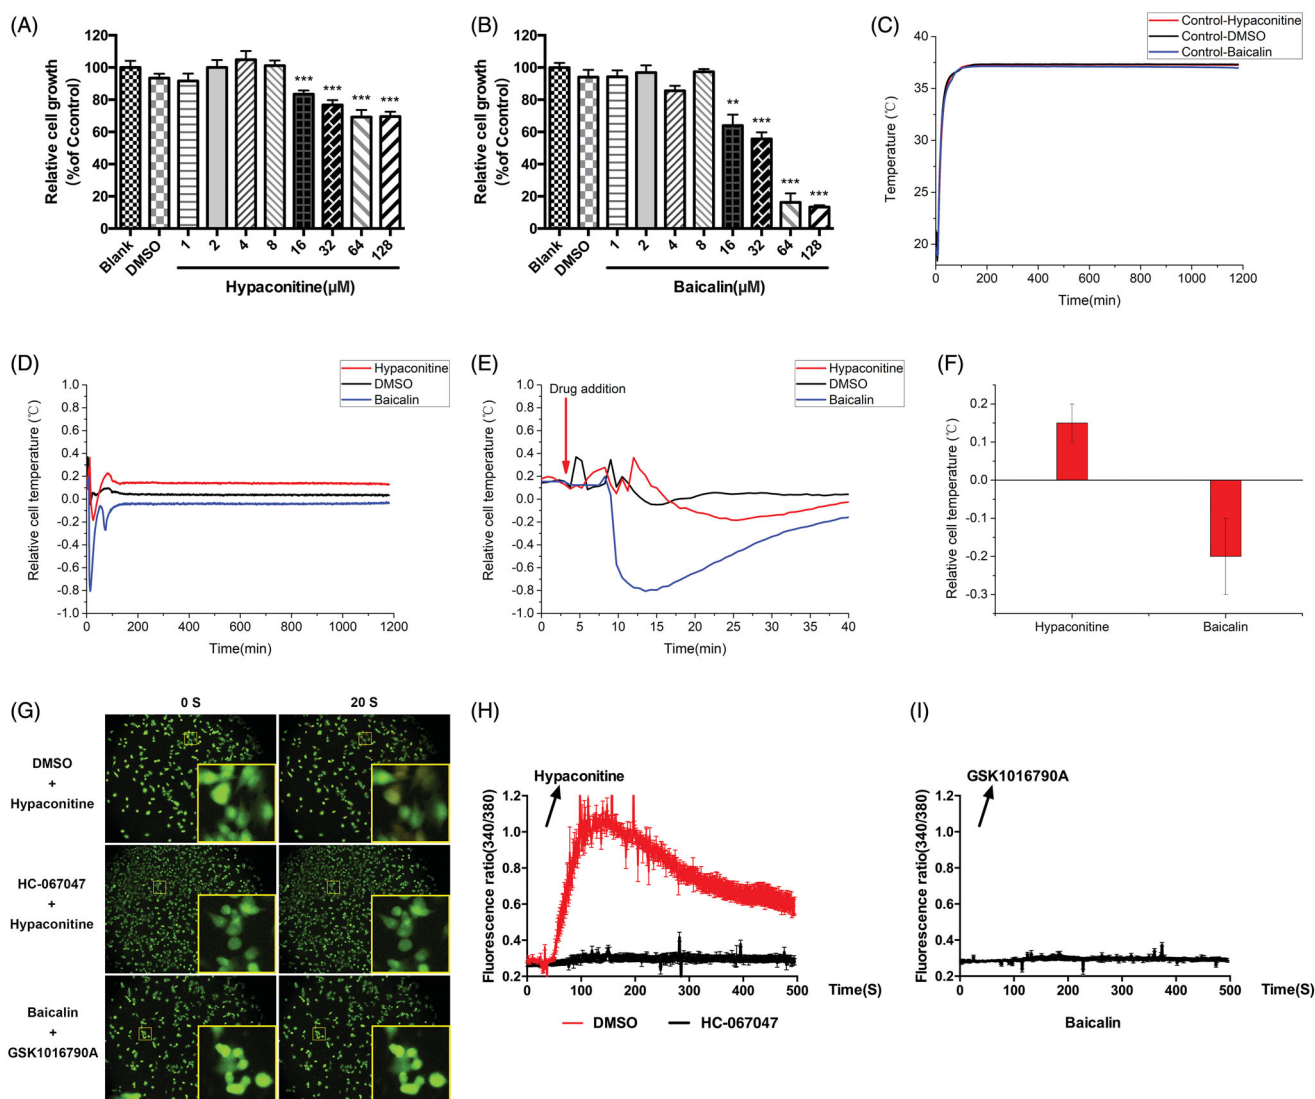 (A)
120
100
80
60
40
20
0
Relative cell growth
(%of Ccontrol)
***
***
***
***
Blank
DMSO
1
2
4
8
16
32
64
128
Hypaconitine(μM)
(B)
120
100
80
60
40
20
0
Relative cell growth
(%of Ccontrol)
**
***
***
***
Blank
DMSO
1
2
4
8
16
32
64
128
Baicalin(μM)
(C)
Control-Hypaconitine
Control-DMSO
Control-Baicalin
Temperature (℃)
35
30
25
20
0
200
400
600
800
1000
1200
Time(min)
(D)
Hypaconitine
DMSO
Baicalin
Relative cell temperature (℃)
1.0
0.8
0.6
0.4
0.2
0.0
-0.2
-0.4
-0.6
-0.8
-1.0
0
200
400
600
800
1000
1200
Time(min)
(E)
Hypaconitine
DMSO
Baicalin
Drug addition
Relative cell temperature (℃)
1.0
0.8
0.6
0.4
0.2
0.0
-0.2
-0.4
-0.6
-0.8
-1.0
0
5
10
15
20
25
30
35
40
Time(min)
(F)
Relative cell temperature (℃)
0.2
0.1
0.0
-0.1
-0.2
-0.3
Hypaconitine
Baicalin
(G)
0 S
20 S
DMSO
+
Hypaconitine
HC-067047
+
Hypaconitine
Baicalin
+
GSK1016790A
(H)
Hypaconitine
Fluorescence ratio(340/380)
1.2
1.0
0.8
0.6
0.4
0.2
0
100
200
300
400
500
Time(S)
DMSO
HC-067047
(I)
GSK1016790A
Fluorescence ratio(340/380)
1.2
1.0
0.8
0.6
0.4
0.2
0
100
200
300
400
500
Time(S)
Baicalin